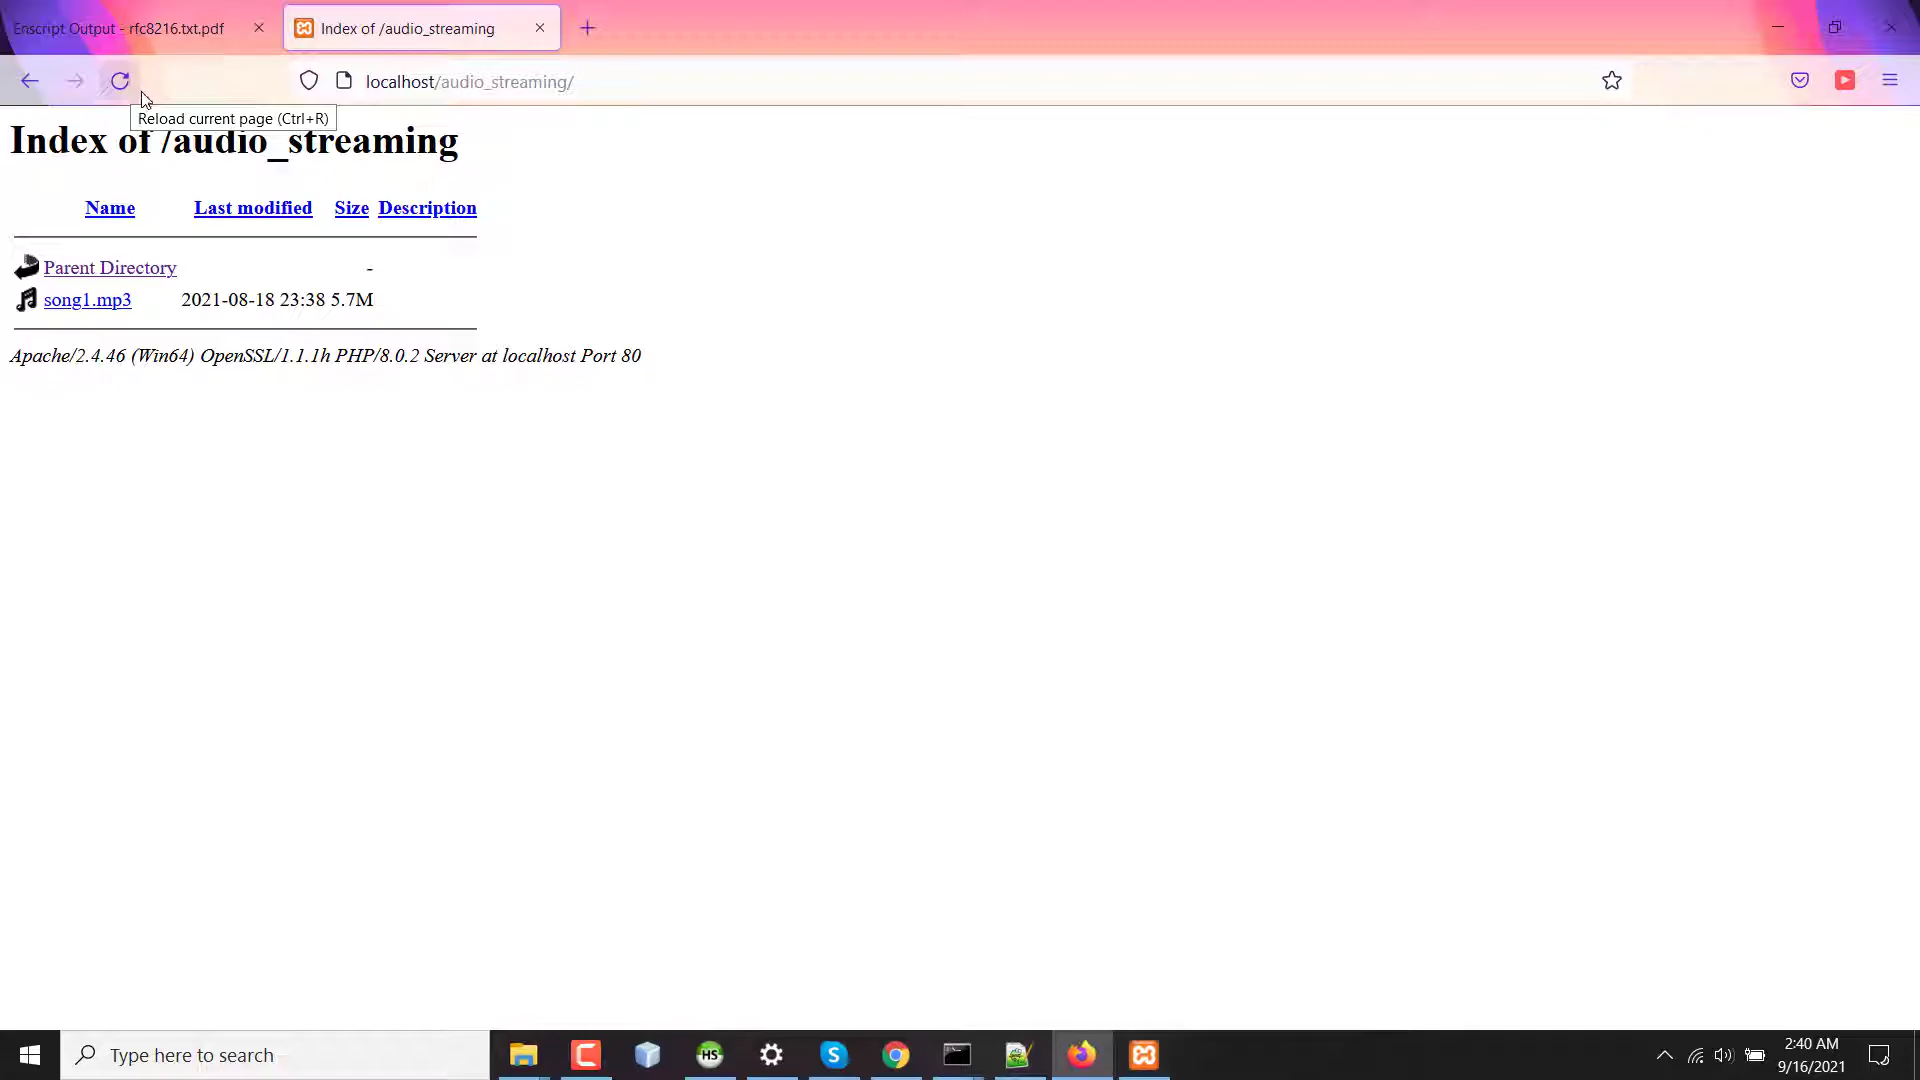 Enscript Output - rfc8216.txt.pdf
Index of /audio_streaming
localhost/audio_streaming/
Reload current page (Ctrl+R)
Index of /audio_streaming
Name Last modified Size Description
Parent Directory -
song1.mp3 2021-08-18 23:38 5.7M
Apache/2.4.46 (Win64) OpenSSL/1.1.1h PHP/8.0.2 Server at localhost Port 80
Type here to search
HS
2:40 AM
9/16/2021